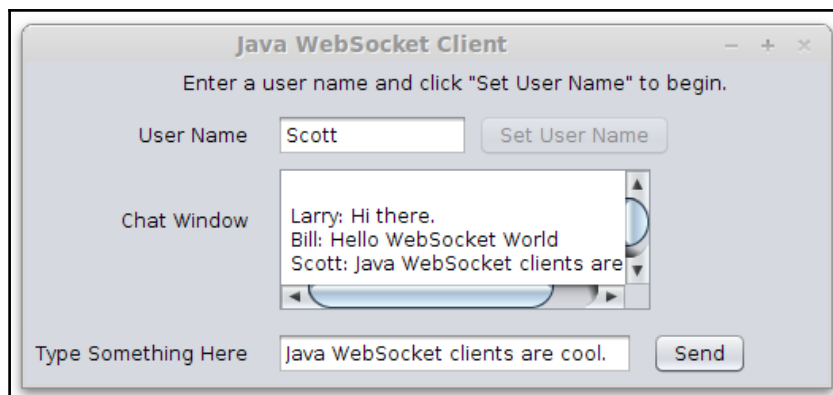 Java WebSocket Client
Enter a user name and click "Set User Name" to begin.
User Name Scott Set User Name
Chat Window
Larry: Hi there.
Bill: Hello WebSocket World
Scott: Java WebSocket clients are
Type Something Here Java WebSocket clients are cool. Send